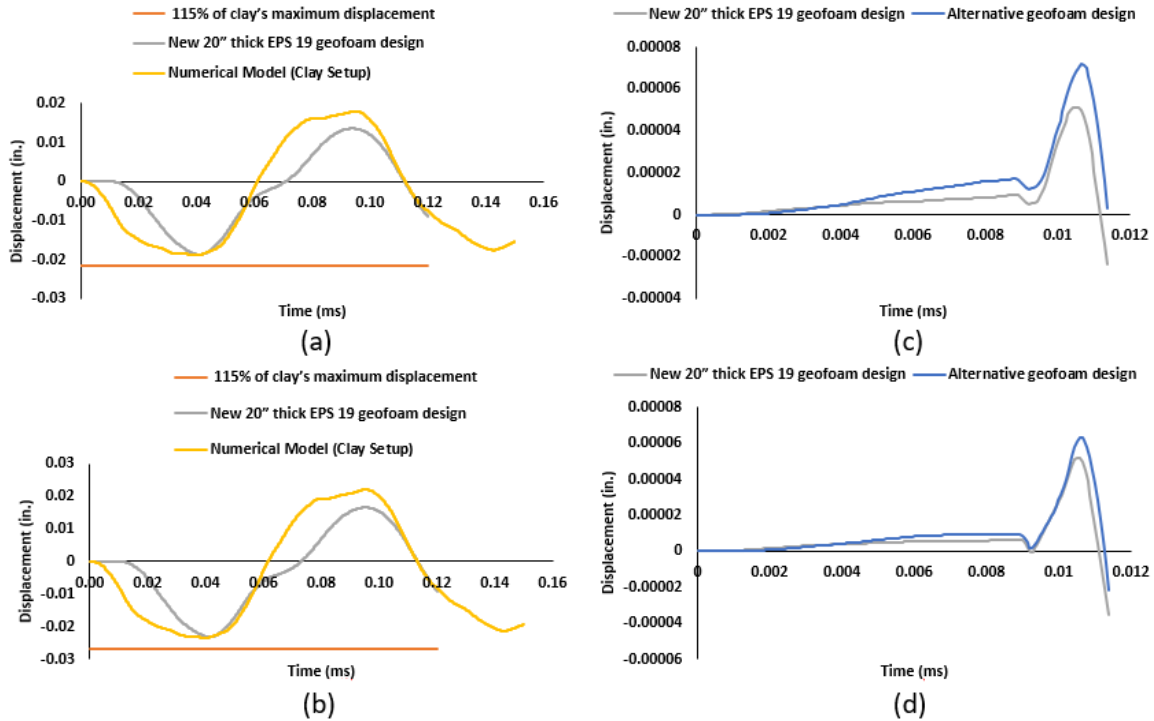 115% of clay's maximum displacement
New 20” thick EPS 19 geofoam design
Numerical Model (Clay Setup)
0.02
0.01
0
-0.01
-0.02
-0.03
0.00 0.02 0.04 0.06 0.08 0.10 0.12 0.14 0.16
Displacement (in.)
Time (ms)
(a)
New 20” thick EPS 19 geofoam design Alternative geofoam design
0.00008
0.00006
0.00004
0.00002
0
-0.00002
-0.00004
0 0.002 0.004 0.006 0.008 0.01 0.012
Displacement (in.)
Time (ms)
(c)
115% of clay's maximum displacement
New 20” thick EPS 19 geofoam design
Numerical Model (Clay Setup)
0.03
0.02
0.01
0
-0.01
-0.02
-0.03
0.00 0.02 0.04 0.06 0.08 0.10 0.12 0.14 0.16
Displacement (in.)
Time (ms)
(b)
New 20” thick EPS 19 geofoam design Alternative geofoam design
0.00008
0.00006
0.00004
0.00002
0
-0.00002
-0.00004
-0.00006
0 0.002 0.004 0.006 0.008 0.01 0.012
Displacement (in.)
Time (ms)
(d)